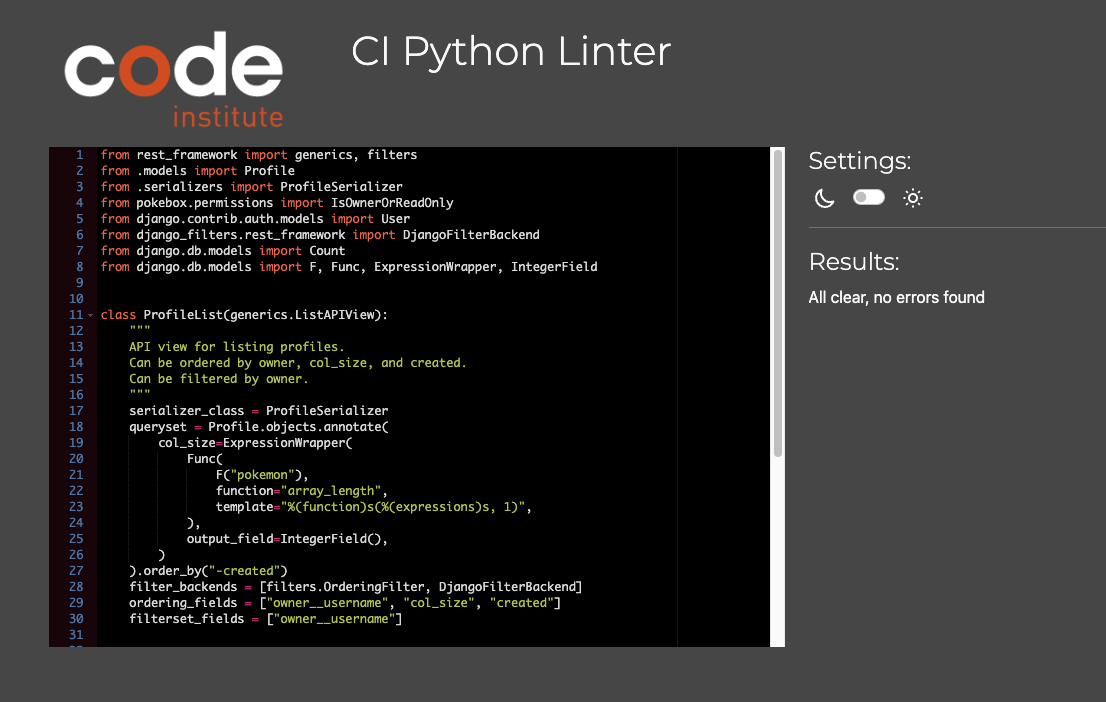 code
institute
CI Python Linter
1 from rest_framework import generics, filters
2 from .models import Profile
3 from .serializers import ProfileSerializer
4 from pokebox.permissions import IsOwnerOrReadOnly
5 from django.contrib.auth.models import User
6 from django_filters.rest_framework import DjangoFilterBackend
7 from django.db.models import Count
8 from django.db.models import F, Func, ExpressionWrapper, IntegerField
9
10
11 class ProfileList(generics.ListAPIView):
12     """
13     API view for listing profiles.
14     Can be ordered by owner, col_size, and created.
15     Can be filtered by owner.
16     """
17     serializer_class = ProfileSerializer
18     queryset = Profile.objects.annotate(
19         col_size=ExpressionWrapper(
20             Func(
21                 F("pokemon"),
22                 function="array_length",
23                 template="%(function)s(%(expressions)s, 1)",
24             ),
25             output_field=IntegerField(),
26         )
27     ).order_by("-created")
28     filter_backends = [filters.OrderingFilter, DjangoFilterBackend]
29     ordering_fields = ["owner__username", "col_size", "created"]
30     filterset_fields = ["owner__username"]
31
Settings:
Results:
All clear, no errors found